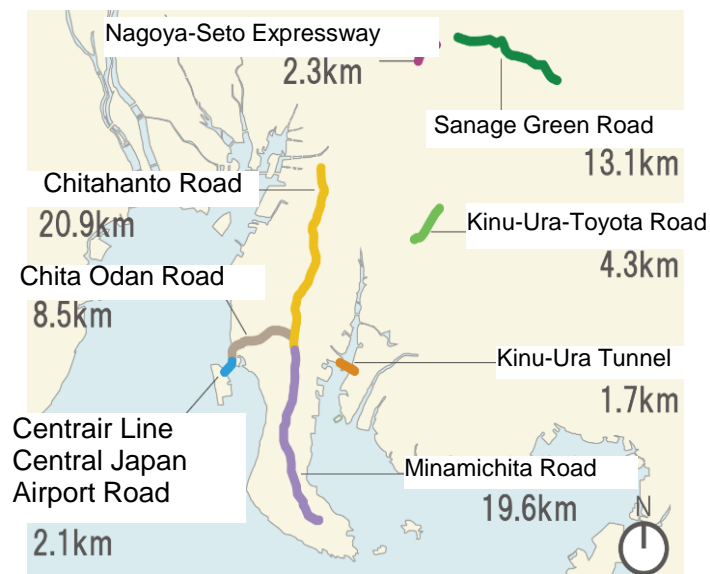 Nagoya-Seto Expressway
2.3km
Sanage Green Road
13.1km
Chitahanto Road
20.9km
Kinu-Ura-Toyota Road
4.3km
Chita Odan Road
8.5km
Kinu-Ura Tunnel
1.7km
Centrair Line
Central Japan
Airport Road
2.1km
Minamichita Road
19.6km
N